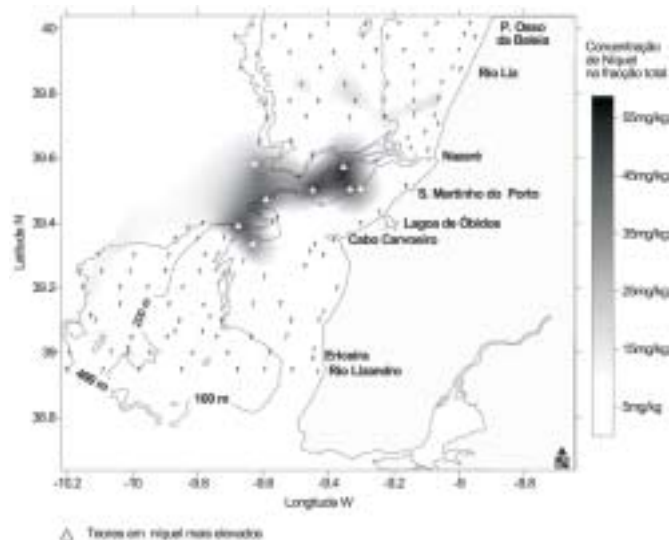 Concentração
de Níquel
na fracção total
55mg/kg
45mg/kg
35mg/kg
25mg/kg
15mg/kg
5mg/kg
P. Osso
da Baleia
Rio Lis
Nazaré
S. Martinho do Porto
Lagoa de Óbidos
Cabo Carvoeiro
Ericeira
Rio Lizandro
200 m
400 m
100 m
Latitude N
40
39.8
39.6
39.4
39.2
39
38.8
-10.2
-10
-9.8
-9.6
-9.4
-9.2
-9
-8.8
Longitude W
Teores em níquel mais elevados